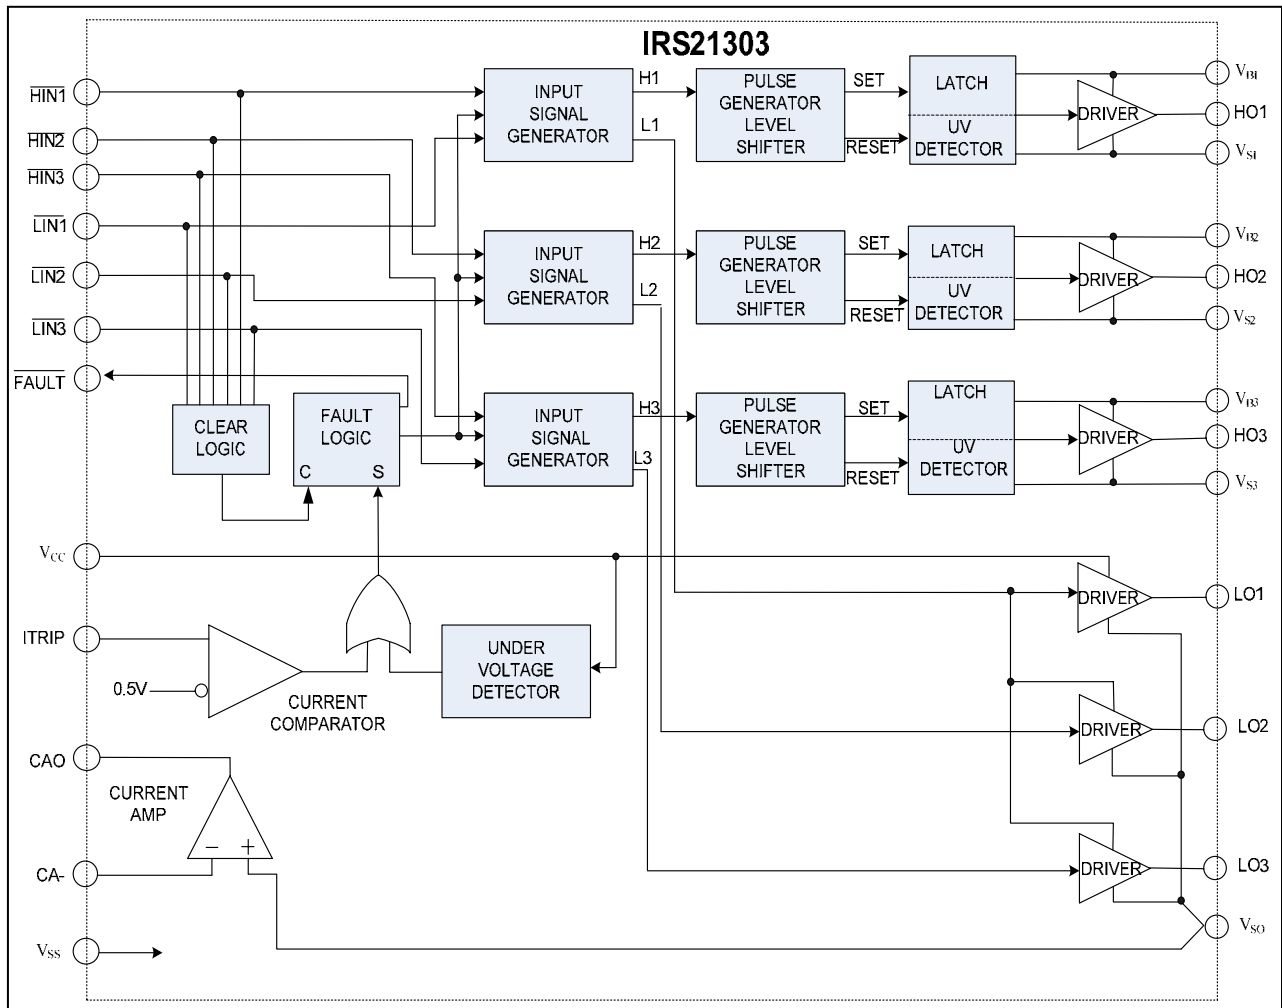 IRS21303
HIN1
HIN2
HIN3
LIN1
LIN2
LIN3
FAULT
VCC
ITRIP
0.5V
CAO
CA-
VSS
CLEAR
LOGIC
FAULT
LOGIC
C S
INPUT
SIGNAL
GENERATOR
H1
L1
PULSE
GENERATOR
LEVEL
SHIFTER
SET
RESET
LATCH
UV
DETECTOR
DRIVER
VB1
HO1
VS1
INPUT
SIGNAL
GENERATOR
H2
L2
PULSE
GENERATOR
LEVEL
SHIFTER
SET
RESET
LATCH
UV
DETECTOR
DRIVER
VB2
HO2
VS2
INPUT
SIGNAL
GENERATOR
H3
L3
PULSE
GENERATOR
LEVEL
SHIFTER
SET
RESET
LATCH
UV
DETECTOR
DRIVER
VB3
HO3
VS3
CURRENT
COMPARATOR
UNDER
VOLTAGE
DETECTOR
CURRENT
AMP
- +
DRIVER
LO1
DRIVER
LO2
DRIVER
LO3
VSO